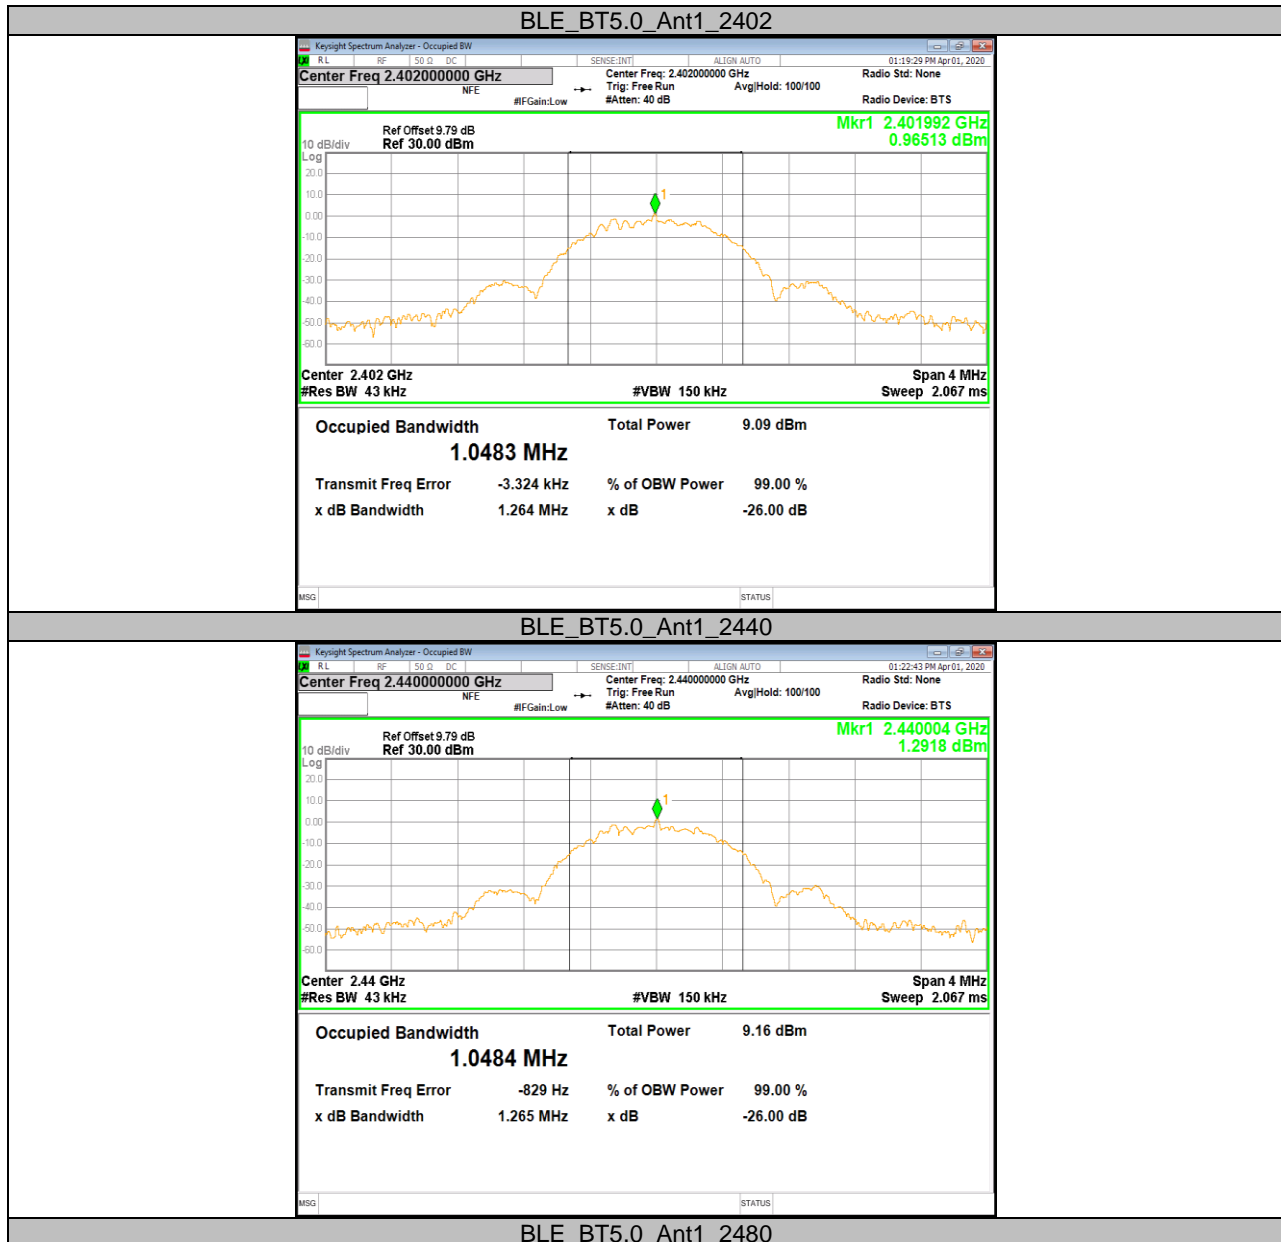 BLE_BT5.0_Ant1_2402
Keysight Spectrum Analyzer - Occupied BW
RL RF 50 Ω DC SENSE:INT ALIGN AUTO 01:19:29 PM Apr 01, 2020
Center Freq 2.402000000 GHz Center Freq: 2.402000000 GHz Radio Std: None
NFE Trig: Free Run Avg|Hold: 100/100
#IFGain:Low #Atten: 40 dB Radio Device: BTS
Mkr1 2.401992 GHz
0.96513 dBm
Ref Offset 9.79 dB
10 dB/div Ref 30.00 dBm
Log
20.0
10.0
1
0.00
-10.0
-20.0
-30.0
-40.0
-50.0
-60.0
Center 2.402 GHz Span 4 MHz
#Res BW 43 kHz #VBW 150 kHz Sweep 2.067 ms
Occupied Bandwidth Total Power 9.09 dBm
1.0483 MHz
Transmit Freq Error -3.324 kHz % of OBW Power 99.00 %
x dB Bandwidth 1.264 MHz x dB -26.00 dB
MSG STATUS
BLE_BT5.0_Ant1_2440
Keysight Spectrum Analyzer - Occupied BW
RL RF 50 Ω DC SENSE:INT ALIGN AUTO 01:22:43 PM Apr 01, 2020
Center Freq 2.440000000 GHz Center Freq: 2.440000000 GHz Radio Std: None
NFE Trig: Free Run Avg|Hold: 100/100
#IFGain:Low #Atten: 40 dB Radio Device: BTS
Mkr1 2.440004 GHz
1.2918 dBm
Ref Offset 9.79 dB
10 dB/div Ref 30.00 dBm
Log
20.0
10.0
1
0.00
-10.0
-20.0
-30.0
-40.0
-50.0
-60.0
Center 2.44 GHz Span 4 MHz
#Res BW 43 kHz #VBW 150 kHz Sweep 2.067 ms
Occupied Bandwidth Total Power 9.16 dBm
1.0484 MHz
Transmit Freq Error -829 Hz % of OBW Power 99.00 %
x dB Bandwidth 1.265 MHz x dB -26.00 dB
MSG STATUS
BLE_BT5.0_Ant1_2480